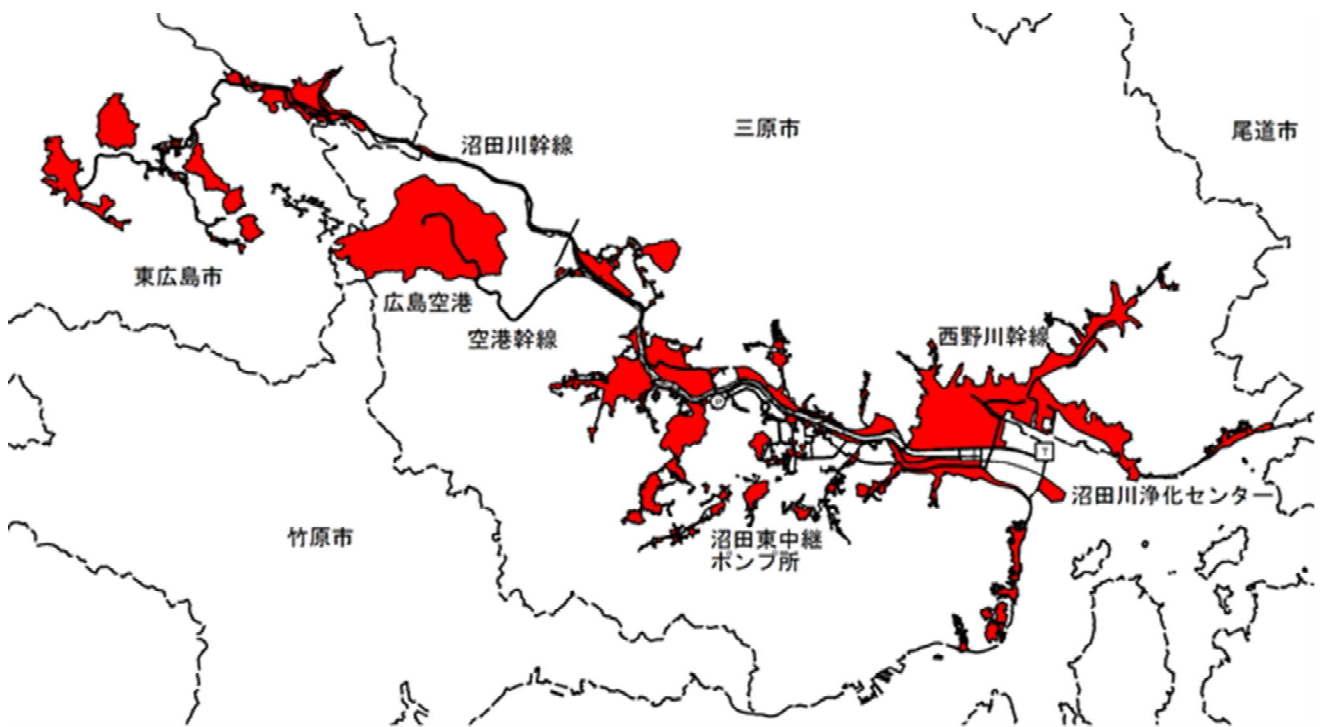 三原市
尾道市
沼田川幹線
東広島市
広島空港
空港幹線
西野川幹線
沼田川浄化センター
竹原市
沼田東中継
ポンプ所
T